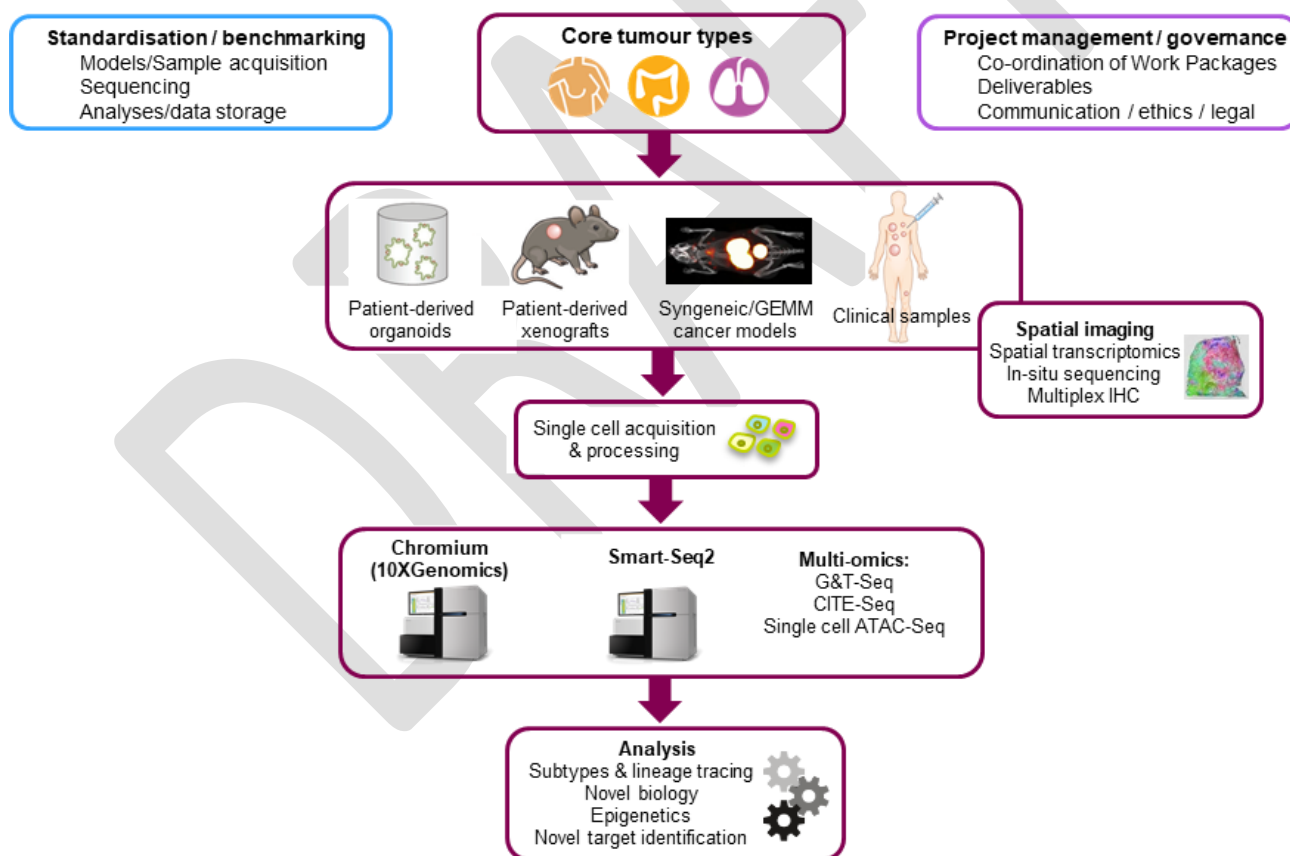 Standardisation / benchmarking
Models/Sample acquisition
Sequencing
Analyses/data storage
Core tumour types
Project management / governance
Co-ordination of Work Packages
Deliverables
Communication / ethics / legal
Patient-derived
organoids
Patient-derived
xenografts
Syngeneic/GEMM
cancer models
Clinical samples
Spatial imaging
Spatial transcriptomics
In-situ sequencing
Multiplex IHC
Single cell acquisition
& processing
Chromium
(10XGenomics)
Smart-Seq2
Multi-omics:
G&T-Seq
CITE-Seq
Single cell ATAC-Seq
Analysis
Subtypes & lineage tracing
Novel biology
Epigenetics
Novel target identification
DRAFT